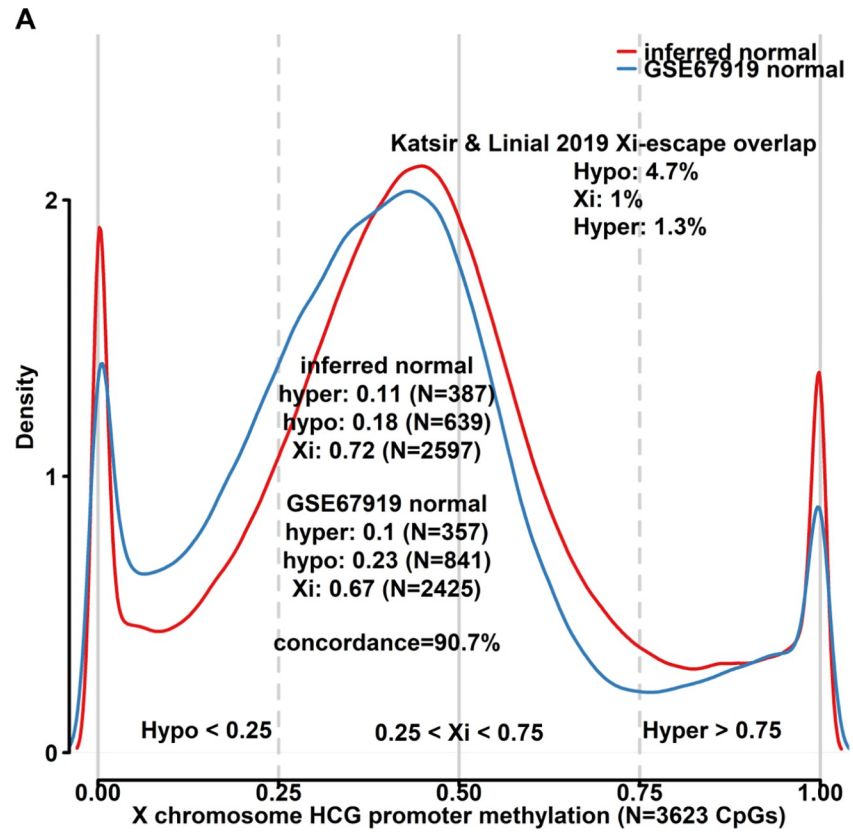 A
inferred normal
GSE67919 normal
Katsir & Linial 2019 Xi-escape overlap
Hypo: 4.7%
Xi: 1%
Hyper: 1.3%
2
inferred normal
hyper: 0.11 (N=387)
hypo: 0.18 (N=639)
Xi: 0.72 (N=2597)
Density
1
GSE67919 normal
hyper: 0.1 (N=357)
hypo: 0.23 (N=841)
Xi: 0.67 (N=2425)
concordance=90.7%
Hypo < 0.25
0.25 < Xi < 0.75
Hyper > 0.75
0
0.00 0.25 0.50 0.75 1.00
X chromosome HCG promoter methylation (N=3623 CpGs)